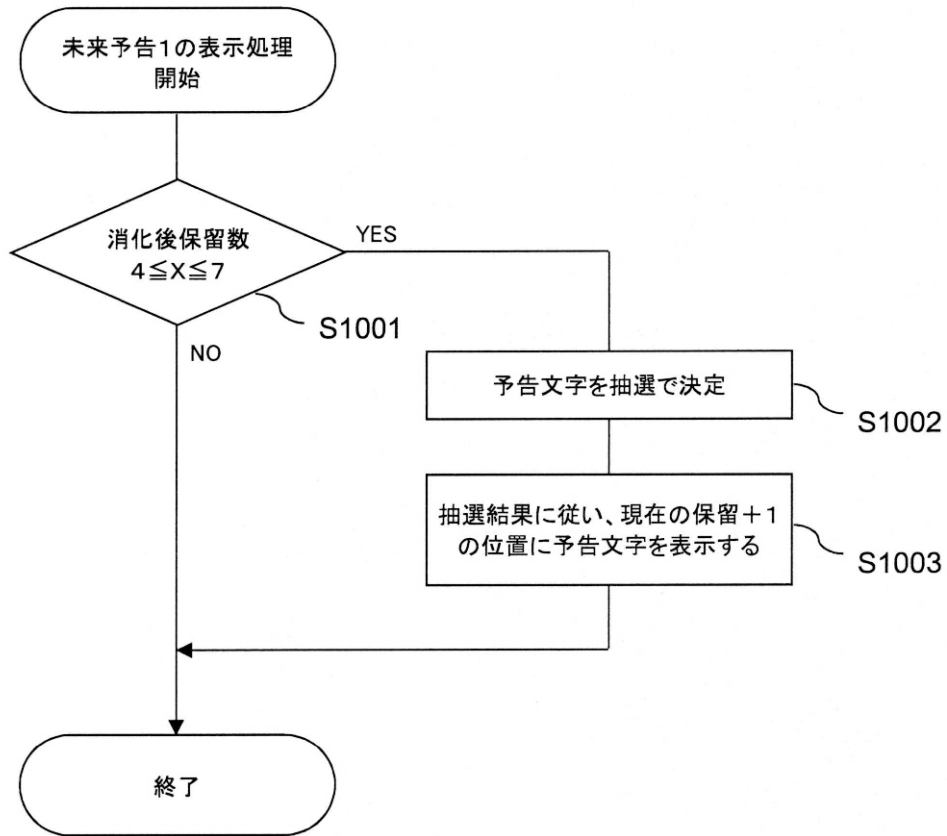 未来予告1の表示処理
開始
消化後保留数
4≦X≦7
YES
S1001
NO
予告文字を抽選で決定
S1002
抽選結果に従い、現在の保留+1
の位置に予告文字を表示する
S1003
終了